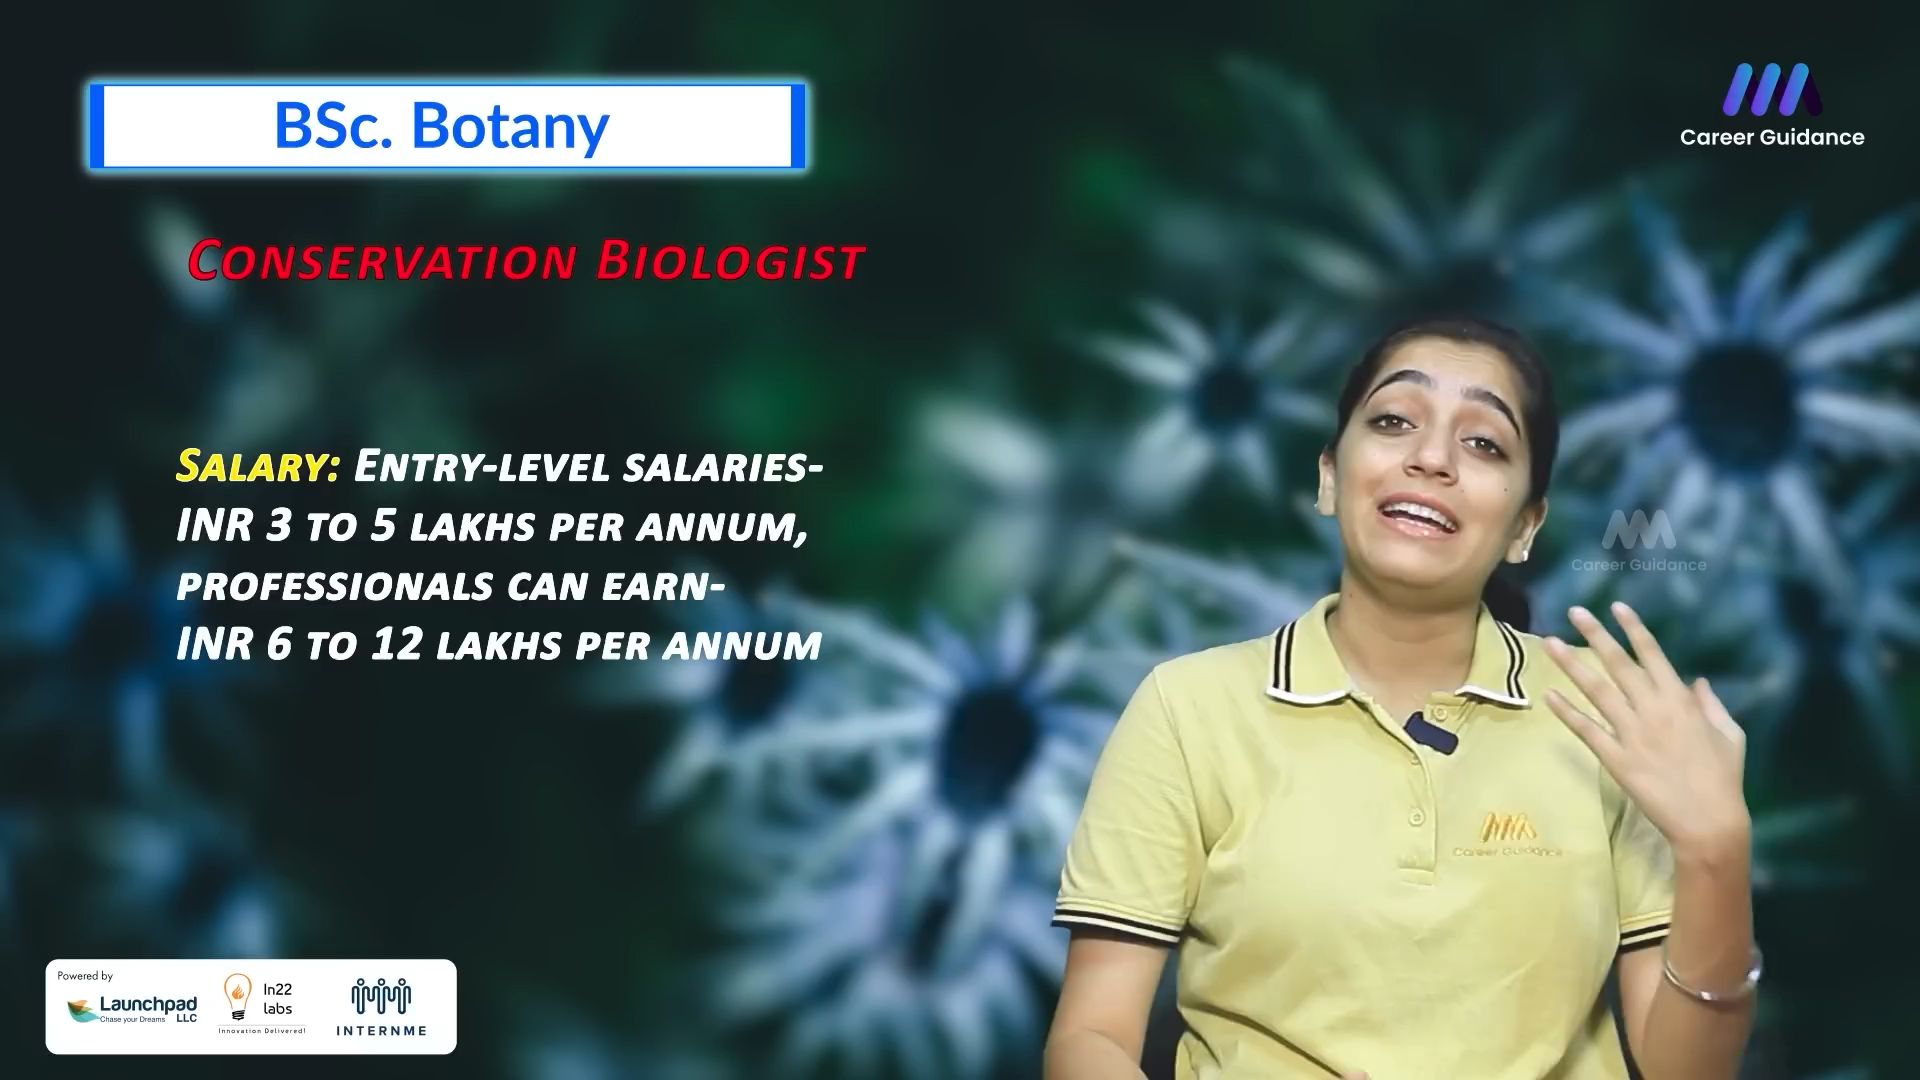 BSc. Botany
Career Guidance
CONSERVATION BIOLOGIST
SALARY: ENTRY-LEVEL SALARIES-
INR 3 TO 5 LAKHS PER ANNUM,
PROFESSIONALS CAN EARN-
INR 6 TO 12 LAKHS PER ANNUM
Career Guidance
Career Guidance
Powered by
Launchpad
Chase your Dreams LLC
In22
labs
Innovation Delivered!
INTERNME